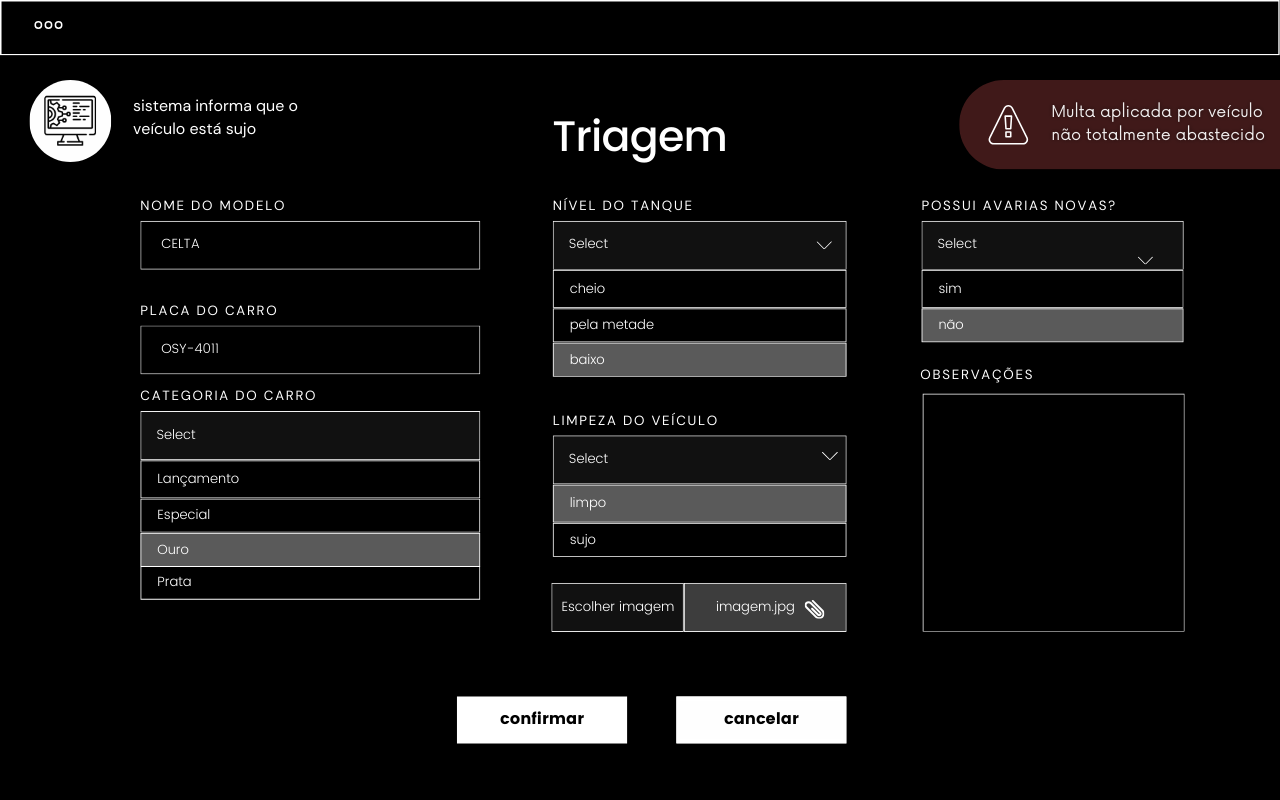 sistema informa que o
veículo está sujo
Triagem
Multa aplicada por veículo
não totalmente abastecido
NOME DO MODELO
CELTA
PLACA DO CARRO
OSY-4011
CATEGORIA DO CARRO
Select
Lançamento
Especial
Ouro
Prata
NÍVEL DO TANQUE
Select
cheio
pela metade
baixo
LIMPEZA DO VEÍCULO
Select
limpo
sujo
Escolher imagem
imagem.jpg
POSSUI AVARIAS NOVAS?
Select
sim
não
OBSERVAÇÕES
confirmar
cancelar